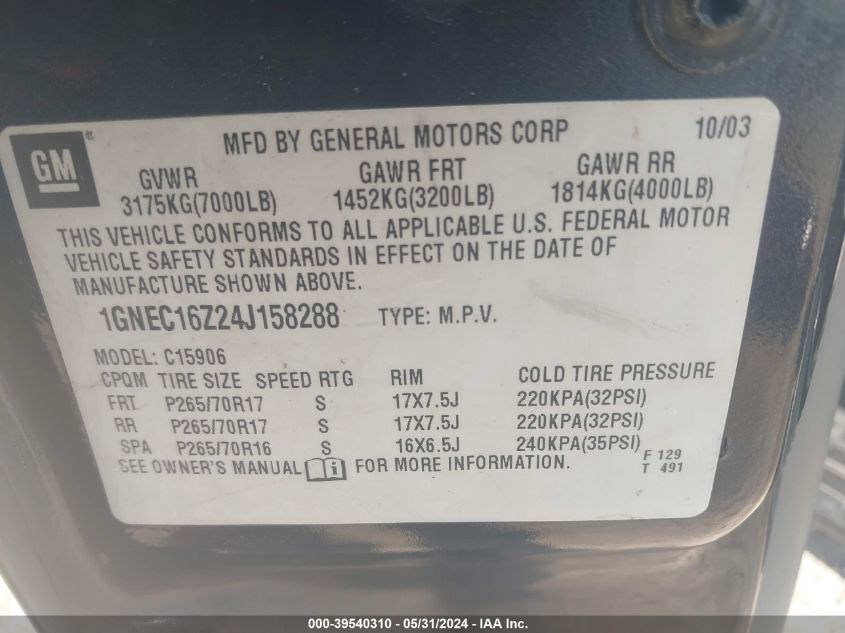 GM® MFD BY GENERAL MOTORS CORP 10/03
GVWR GAWR FRT GAWR RR
3175KG(7000LB) 1452KG(3200LB) 1814KG(4000LB)
THIS VEHICLE CONFORMS TO ALL APPLICABLE U.S. FEDERAL MOTOR
VEHICLE SAFETY STANDARDS IN EFFECT ON THE DATE OF
MANUFACTURE SHOWN ABOVE.
1GNEC16Z24J158288 TYPE: M.P.V.
MODEL: C15906
CPQM TIRE SIZE SPEED RTG RIM COLD TIRE PRESSURE
FRT P265/70R17 S 17X7.5J 220KPA(32PSI)
RR P265/70R17 S 17X7.5J 220KPA(32PSI)
SPA P265/70R16 S 16X6.5J 240KPA(35PSI)
SEE OWNER'S MANUAL i FOR MORE INFORMATION.
F 129
T 491
000-39540310 - 05/31/2024 - IAA Inc.